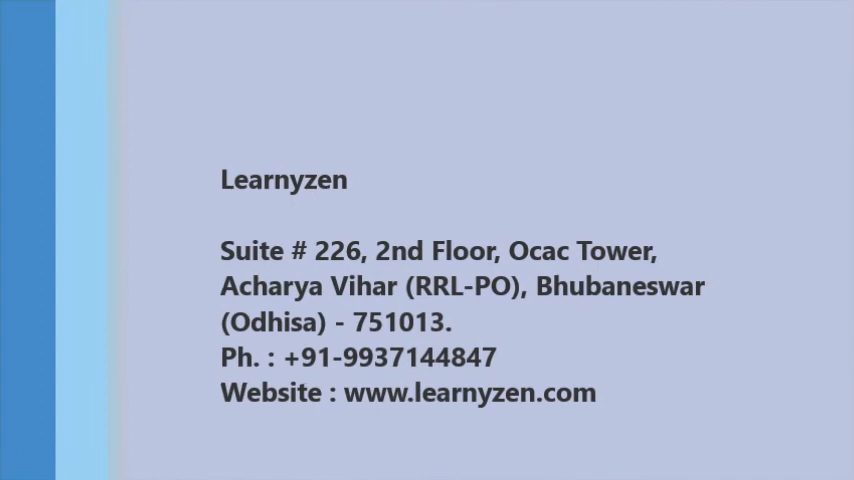 Learnyzen
Suite # 226, 2nd Floor, Ocac Tower,
Acharya Vihar (RRL-PO), Bhubaneswar
(Odhisa) - 751013.
Ph. : +91-9937144847
Website : www.learnyzen.com